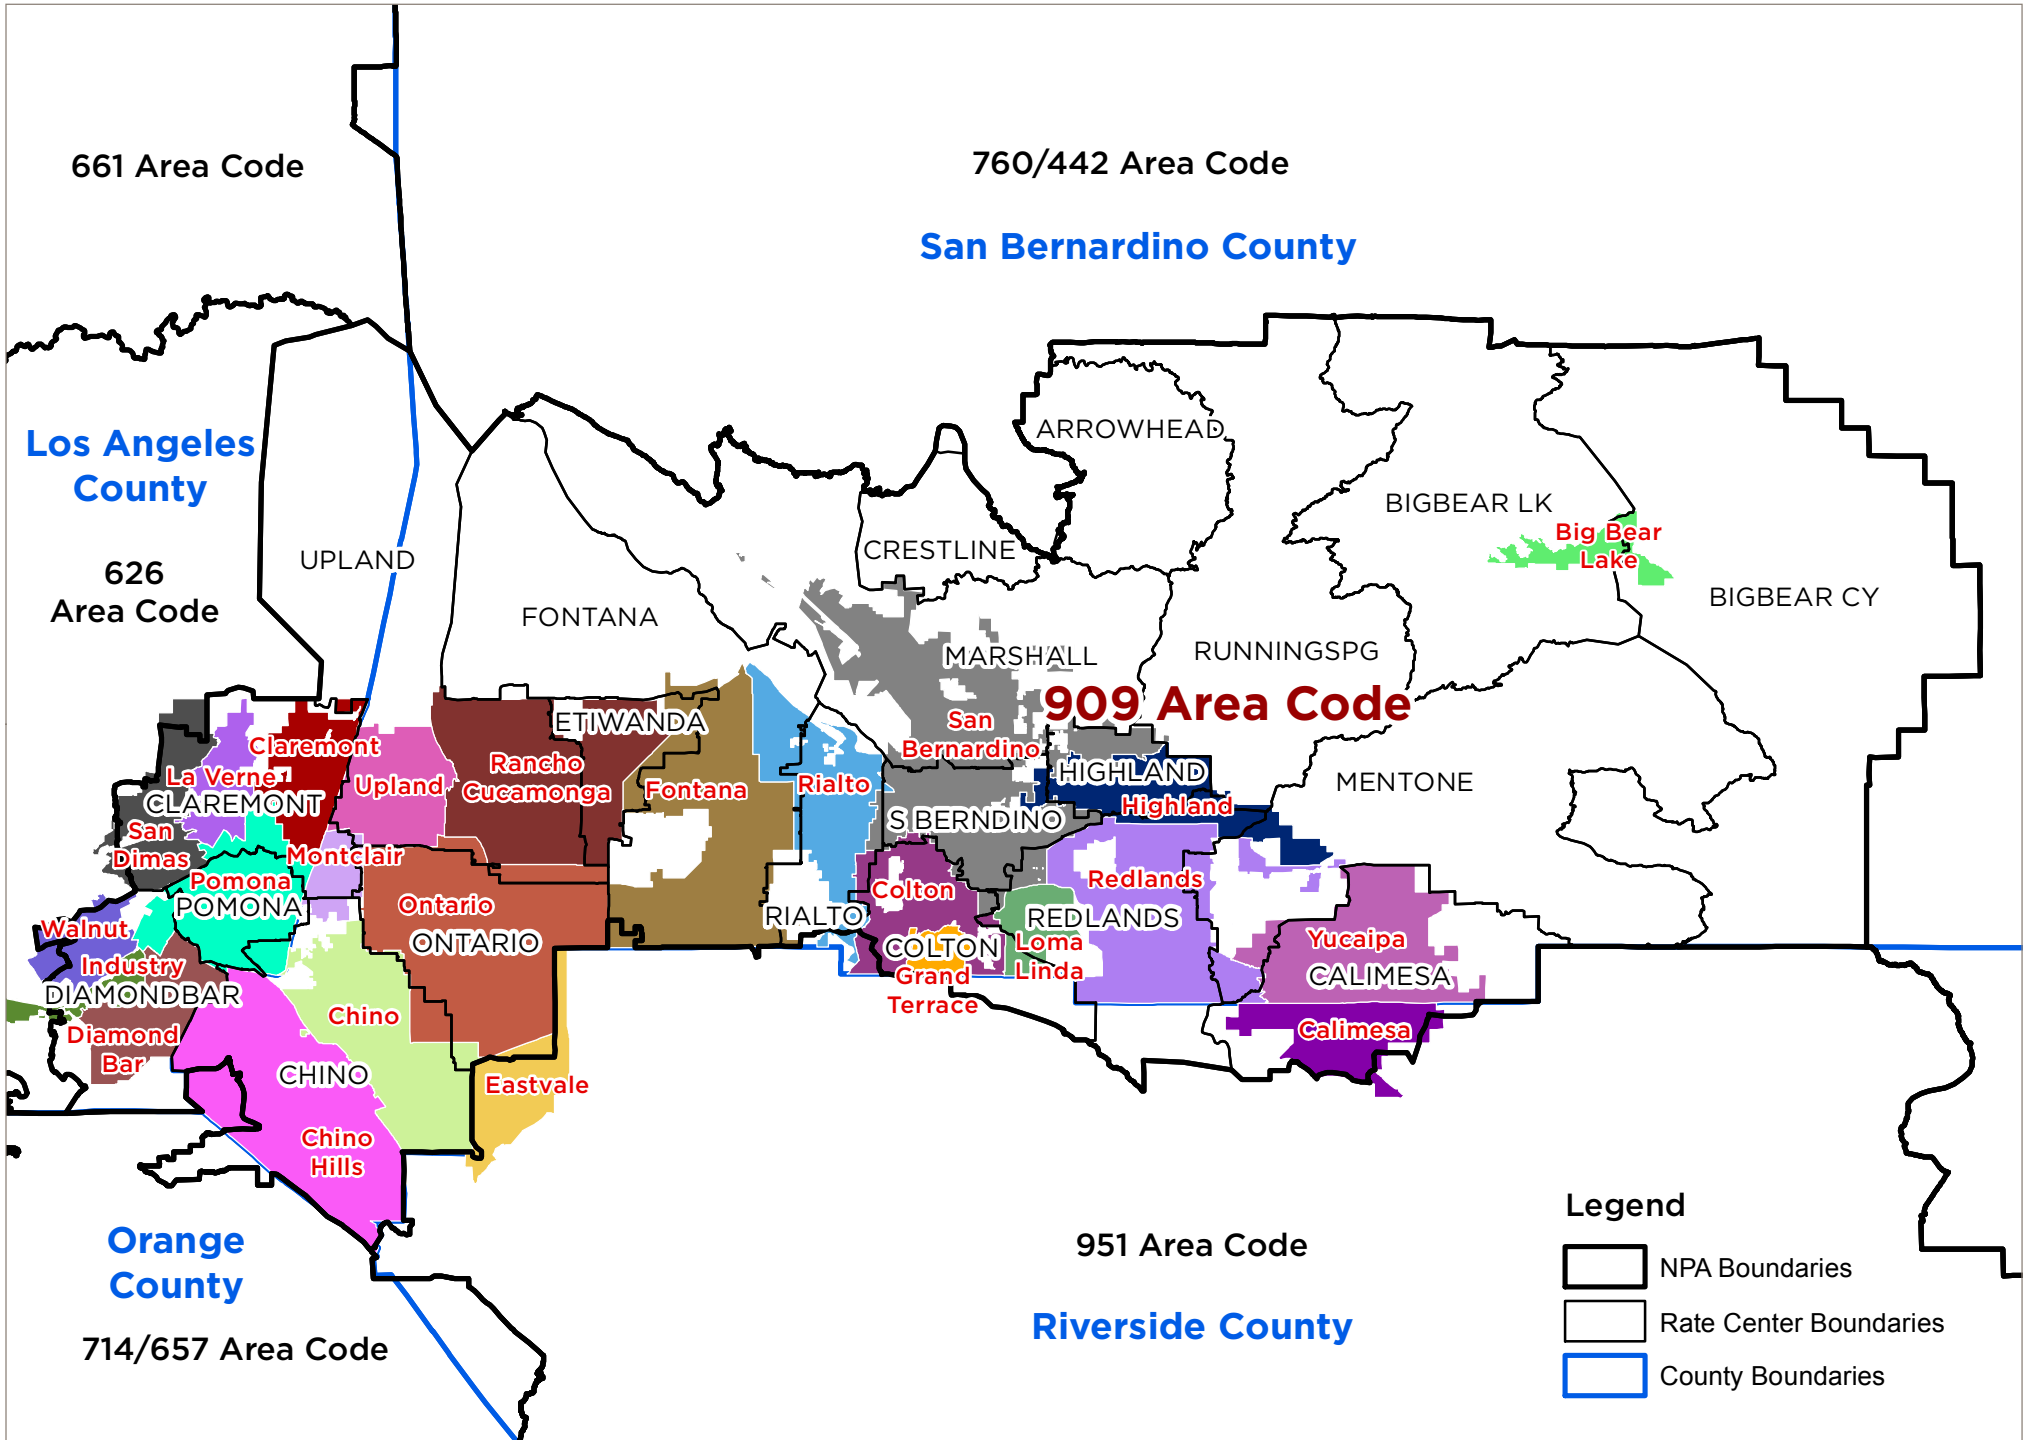 661 Area Code
760/442 Area Code
San Bernardino County
Los Angeles
County
626
Area Code
ARROWHEAD
BIGBEAR LK
Big Bear
Lake
BIGBEAR CY
CRESTLINE
UPLAND
FONTANA
MARSHALL
RUNNINGSPG
909 Area Code
ETIWANDA
San
Bernardino
Claremont
La Verne
CLAREMONT
Upland
Rancho
Cucamonga
Fontana
Rialto
HIGHLAND
Highland
MENTONE
S BERNDINO
San
Dimas
Montclair
Pomona
POMONA
Ontario
ONTARIO
RIALTO
Colton
COLTON
Redlands
REDLANDS
Loma
Linda
Grand
Terrace
Yucaipa
CALIMESA
Calimesa
Walnut
Industry
DIAMONDBAR
Diamond
Bar
Chino
CHINO
Eastvale
Chino
Hills
Orange
County
714/657 Area Code
951 Area Code
Riverside County
Legend
NPA Boundaries
Rate Center Boundaries
County Boundaries